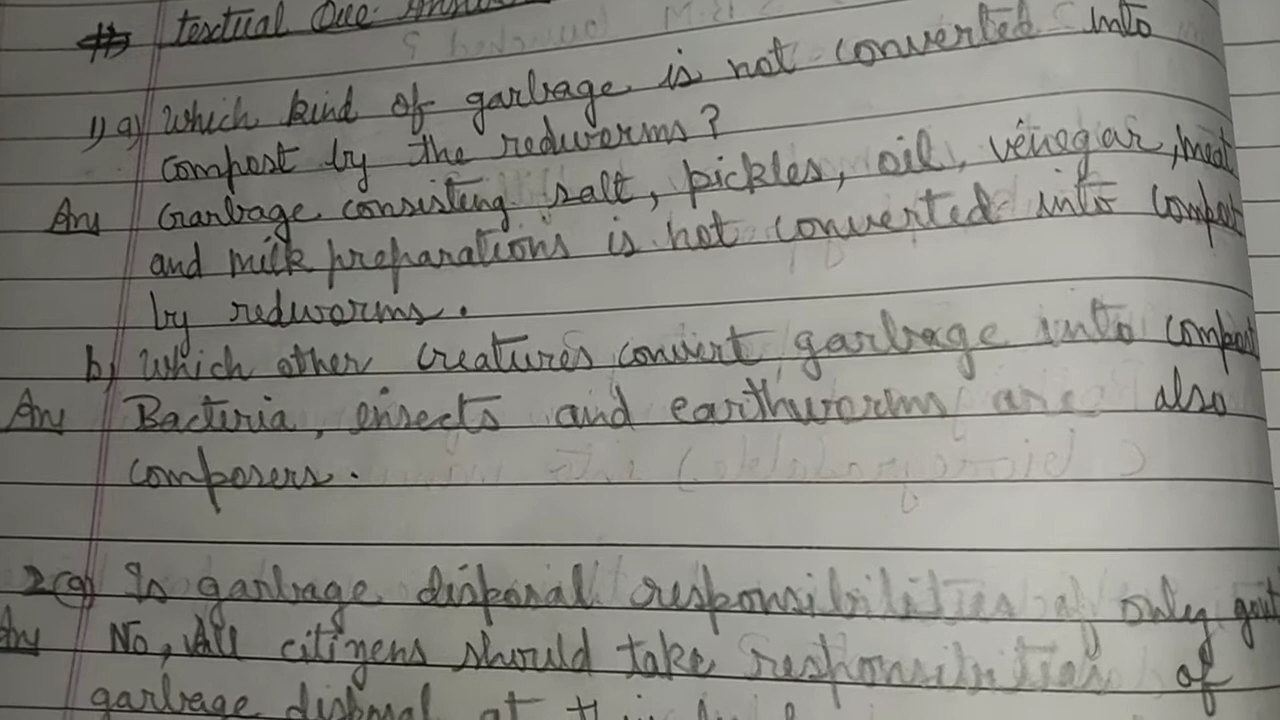 textual Que Ans
1) a) Which kind of garbage is not converted into
compost by the redworms?
Ans Garbage consisting salt, pickles, oil, venegar, meat
and milk preparations is not converted into compost
by redworms.
b) Which other creatures convert garbage into compost
Ans Bacteria, insects and earthworms are also
composers.
2(a) Is garbage disposal responsibilities of only govt
Ans No, All citizens should take responsibilities of
garbage disposal at